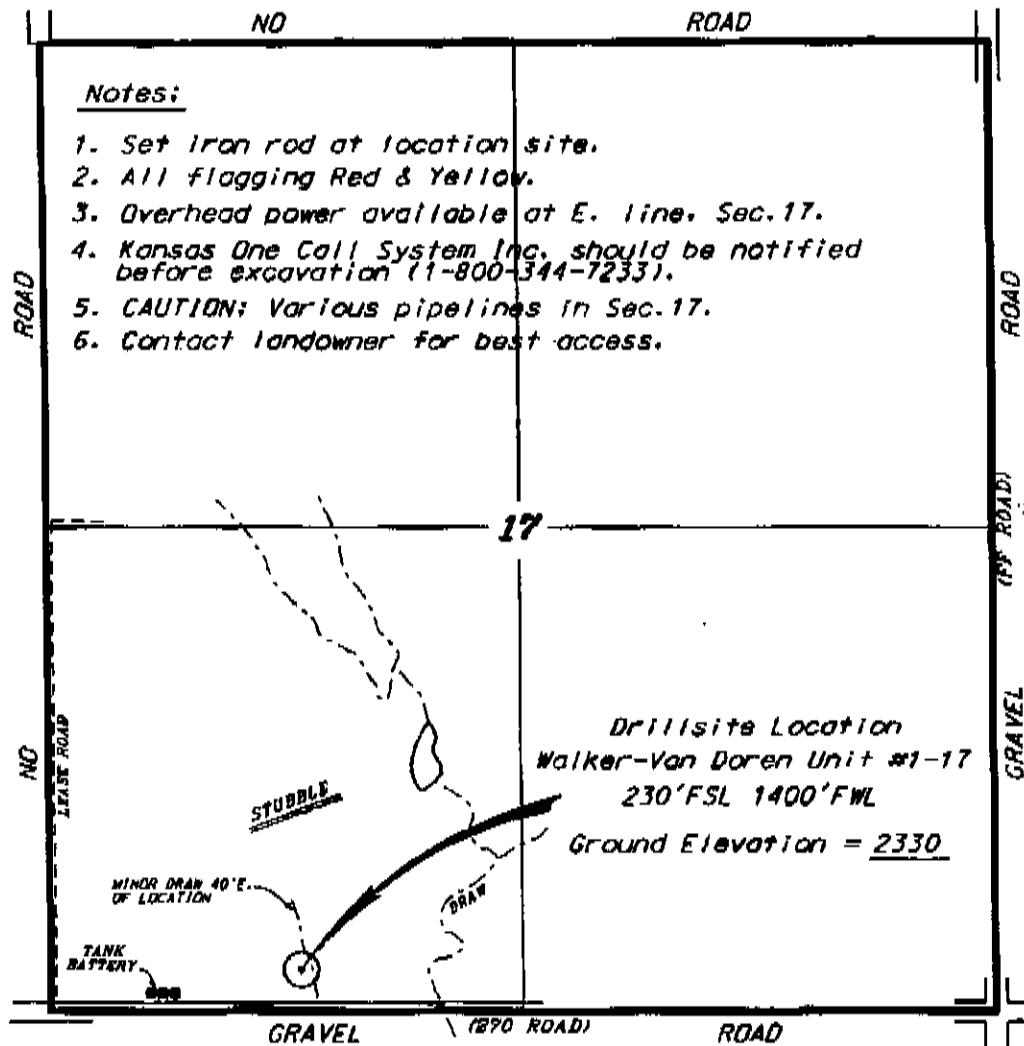 NO ROAD
Notes:
1. Set iron rod at location site.
2. All flagging Red & Yellow.
3. Overhead power available at E. line, Sec. 17.
4. Kansas One Call System Inc. should be notified
before excavation (1-800-344-7233).
5. CAUTION: Various pipelines in Sec. 17.
6. Contact landowner for best access.
ROAD
ROAD
17
(FF ROAD)
NO
LEASE ROAD
STUBBLE
Drillsite Location
Walker-Van Doren Unit #1-17
230'FSL 1400'FWL
Ground Elevation = 2330
GRAVEL
MINOR DRAW 40'E.
OF LOCATION
DRAW
TANK
BATTERY
GRAVEL (270 ROAD) ROAD